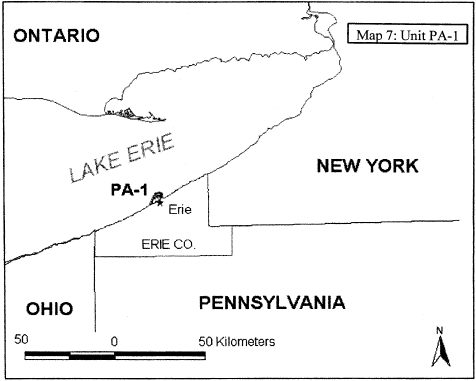 ONTARIO
Map 7: Unit PA-1
LAKE ERIE
NEW YORK
PA-1
Erie
ERIE CO.
OHIO
PENNSYLVANIA
50 0 50 Kilometers
N